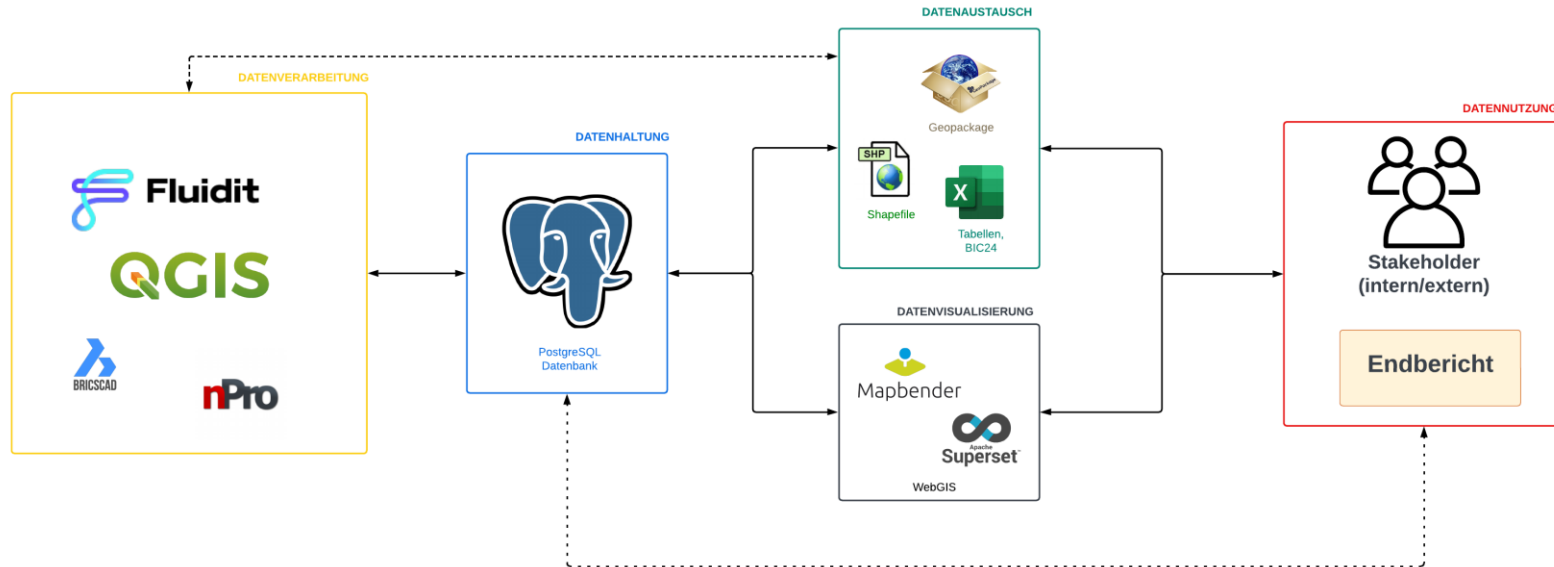 DATENVERARBEITUNG
Fluidit
QGIS
BRICSCAD
nPro
DATENHALTUNG
PostgreSQL
Datenbank
DATENAUSTAUSCH
Geopackage
SHP
Shapefile
X
Tabellen,
BIC24
DATENVISUALISIERUNG
Mapbender
Apache
Superset
WebGIS
DATENNUTZUNG
Stakeholder
(intern/extern)
Endbericht